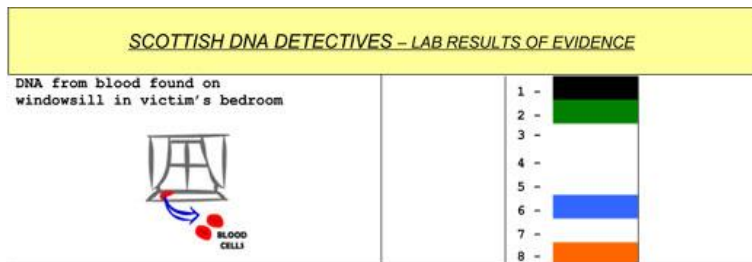 SCOTTISH DNA DETECTIVES – LAB RESULTS OF EVIDENCE
DNA from blood found on
windowsill in victim's bedroom
BLOOD
CELLS
1 -
2 -
3 -
4 -
5 -
6 -
7 -
8 -